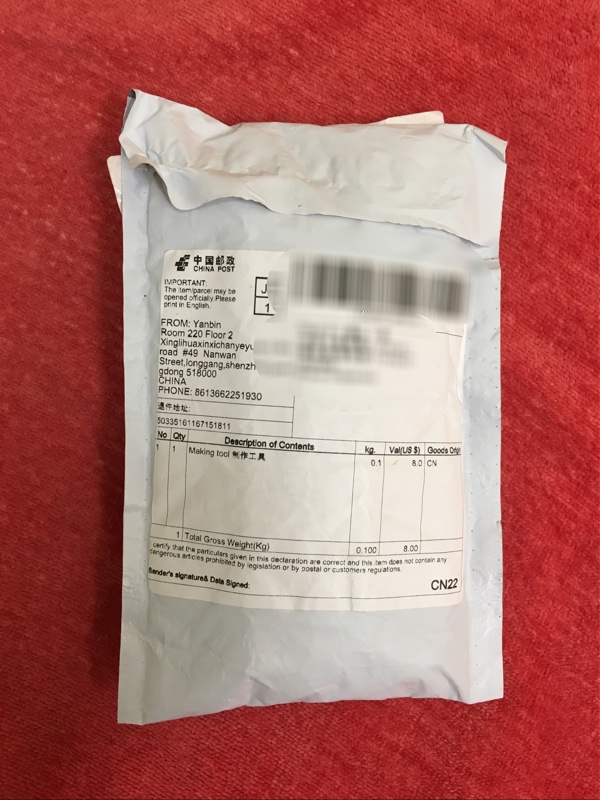 中国邮政
CHINA POST
IMPORTANT:
The item/parcel may be
opened officially.Please
print in English.
J
1
FROM: Yanbin
Room 220 Floor 2
Xinglihuaxinxichanyeyu
road #49 Nanwan
Street,longgang,shenzh
gdong 518000
CHINA
PHONE: 8613662251930
退件地址:
50335161167151811
No Qty Description of Contents kg. Val(US $) Goods Origi
1 1 Making tool 制作工具 0.1 8.0 CN
1 Total Gross Weight(Kg) 0.100 8.00
certify that the particulars given in this declaration are correct and this item dpes not contain any
dangerous articles prohibited by legislation or by postal or customers regulations.
Sender's signature& Data Signed: CN22